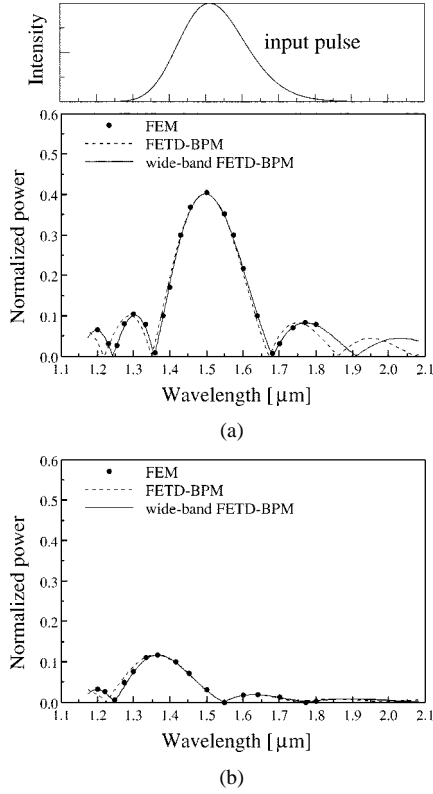 Intensity
input pulse
Normalized power
0.6
0.5
0.4
0.3
0.2
0.1
0.0
FEM
FETD-BPM
wide-band FETD-BPM
1.1 1.2 1.3 1.4 1.5 1.6 1.7 1.8 1.9 2.0 2.1
Wavelength [μm]
(a)
Normalized power
0.6
0.5
0.4
0.3
0.2
0.1
0.0
FEM
FETD-BPM
wide-band FETD-BPM
1.1 1.2 1.3 1.4 1.5 1.6 1.7 1.8 1.9 2.0 2.1
Wavelength [μm]
(b)